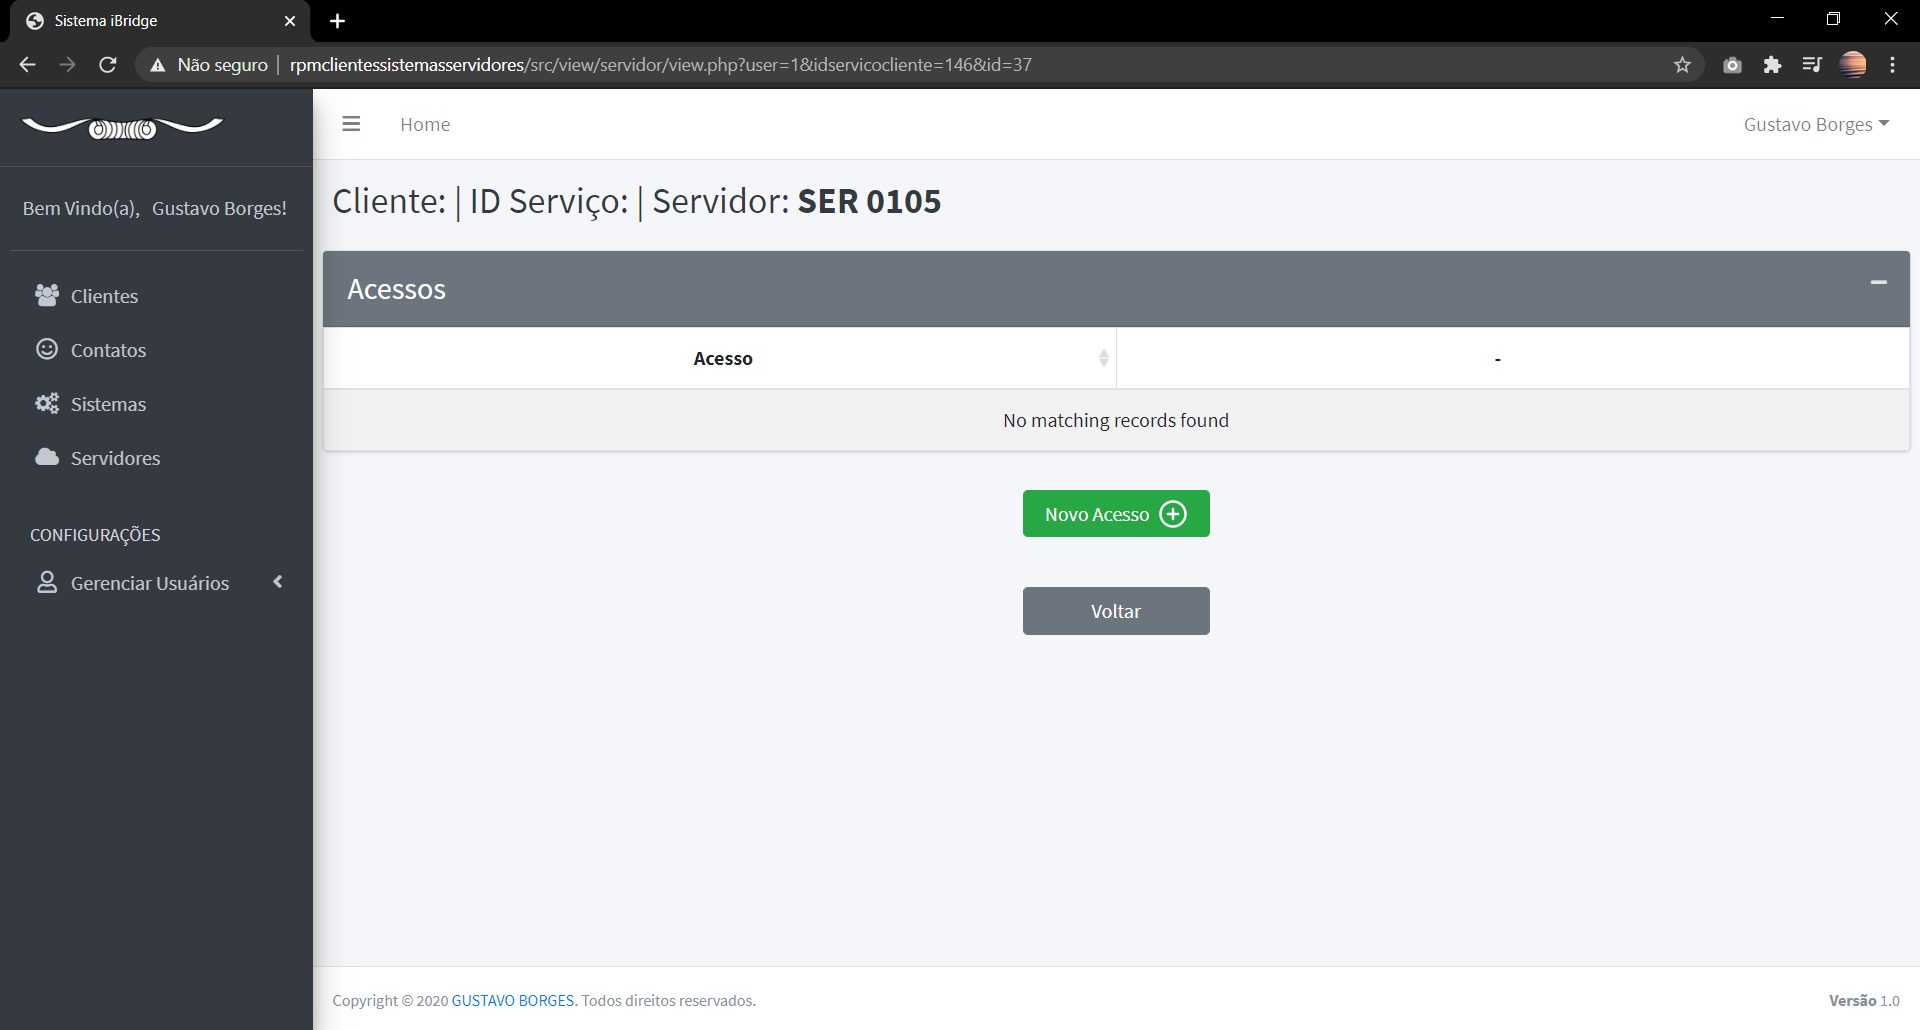 Sistema iBridge
Não seguro | rpmclientessistemasservidores/src/view/servidor/view.php?user=1&idservicocliente=146&id=37
Home
Gustavo Borges
Bem Vindo(a), Gustavo Borges!
Clientes
Contatos
Sistemas
Servidores
CONFIGURAÇÕES
Gerenciar Usuários
Cliente: | ID Serviço: | Servidor: SER 0105
Acessos
Acesso -
No matching records found
Novo Acesso
Voltar
Copyright © 2020 GUSTAVO BORGES. Todos direitos reservados.
Versão 1.0